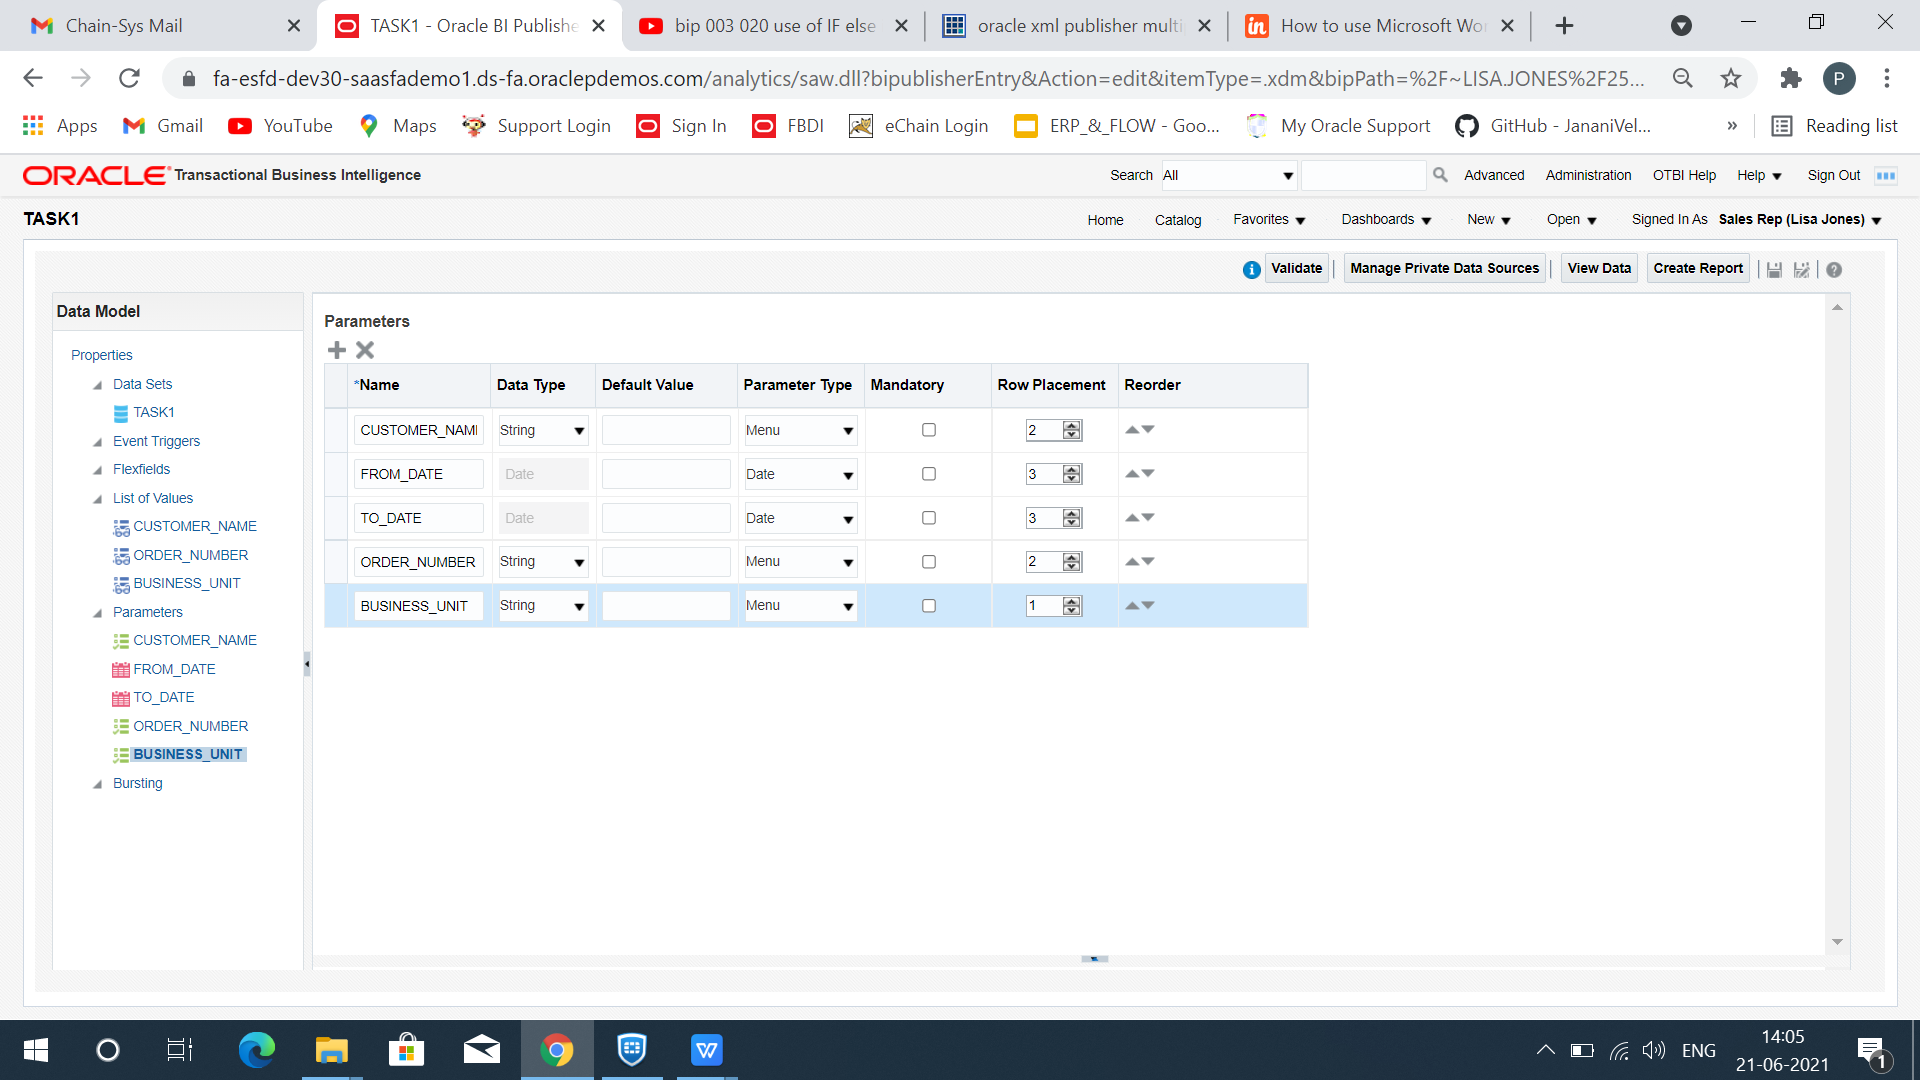 Chain-Sys Mail
TASK1 - Oracle BI Publishe
bip 003 020 use of IF else
oracle xml publisher multi
How to use Microsoft Wo
fa-esfd-dev30-saasfademo1.ds-fa.oraclepdemos.com/analytics/saw.dll?bipublisherEntry&Action=edit&itemType=.xdm&bipPath=%2F~LISA.JONES%2F25...
P
Apps
Gmail
YouTube
Maps
Support Login
Sign In
FBDI
eChain Login
ERP_&_FLOW - Goo...
My Oracle Support
GitHub - JananiVel...
»
Reading list
ORACLE Transactional Business Intelligence
Search All
Advanced
Administration
OTBI Help
Help
Sign Out
TASK1
Home
Catalog
Favorites
Dashboards
New
Open
Signed In As Sales Rep (Lisa Jones)
Validate
Manage Private Data Sources
View Data
Create Report
Data Model
Properties
Data Sets
TASK1
Event Triggers
Flexfields
List of Values
CUSTOMER_NAME
ORDER_NUMBER
BUSINESS_UNIT
Parameters
CUSTOMER_NAME
FROM_DATE
TO_DATE
ORDER_NUMBER
BUSINESS_UNIT
Bursting
Parameters
*Name Data Type Default Value Parameter Type Mandatory Row Placement Reorder
CUSTOMER_NAM String Menu 2
FROM_DATE Date Date 3
TO_DATE Date Date 3
ORDER_NUMBER String Menu 2
BUSINESS_UNIT String Menu 1
ENG
14:05
21-06-2021
1